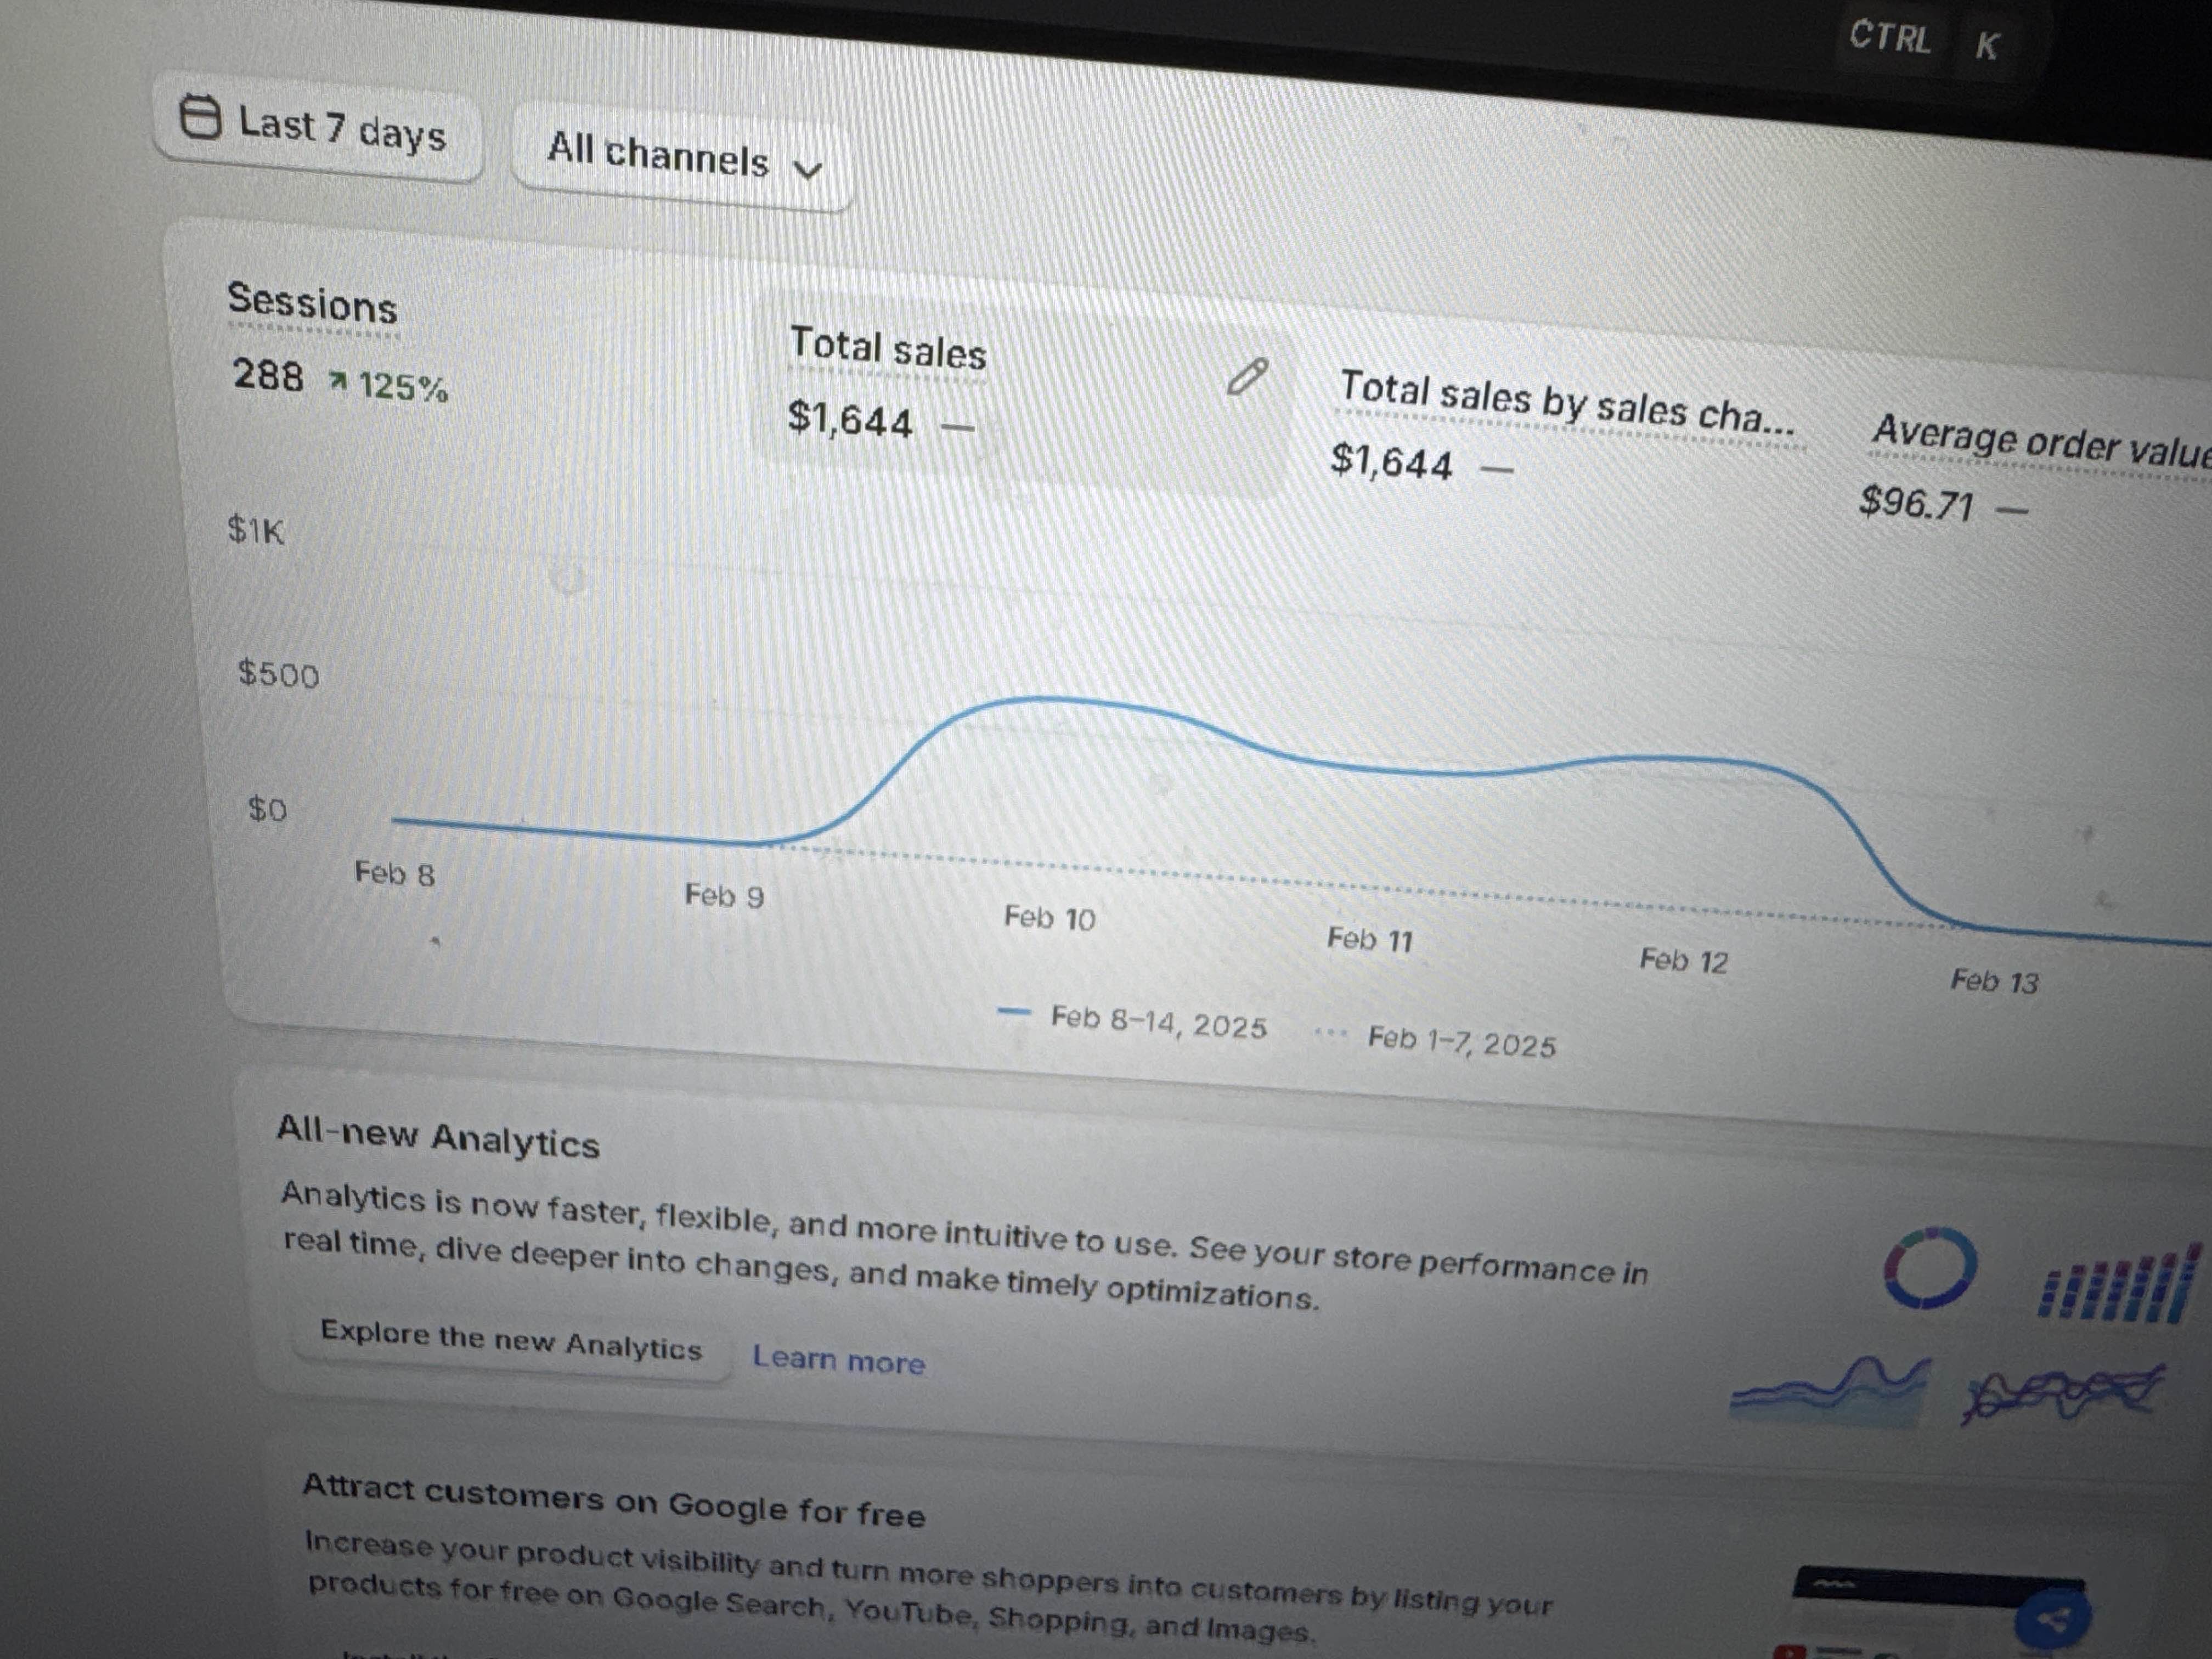 CTRL K
Last 7 days
All channels
Sessions
288 125%
Total sales
$1,644 —
Total sales by sales cha...
$1,644 —
Average order value
$96.71 —
$1K
$500
$0
Feb 8
Feb 9
Feb 10
Feb 11
Feb 12
Feb 13
Feb 8–14, 2025
Feb 1–7, 2025
All-new Analytics
Analytics is now faster, flexible, and more intuitive to use. See your store performance in
real time, dive deeper into changes, and make timely optimizations.
Explore the new Analytics
Learn more
Attract customers on Google for free
Increase your product visibility and turn more shoppers into customers by listing your
products for free on Google Search, YouTube, Shopping, and Images.